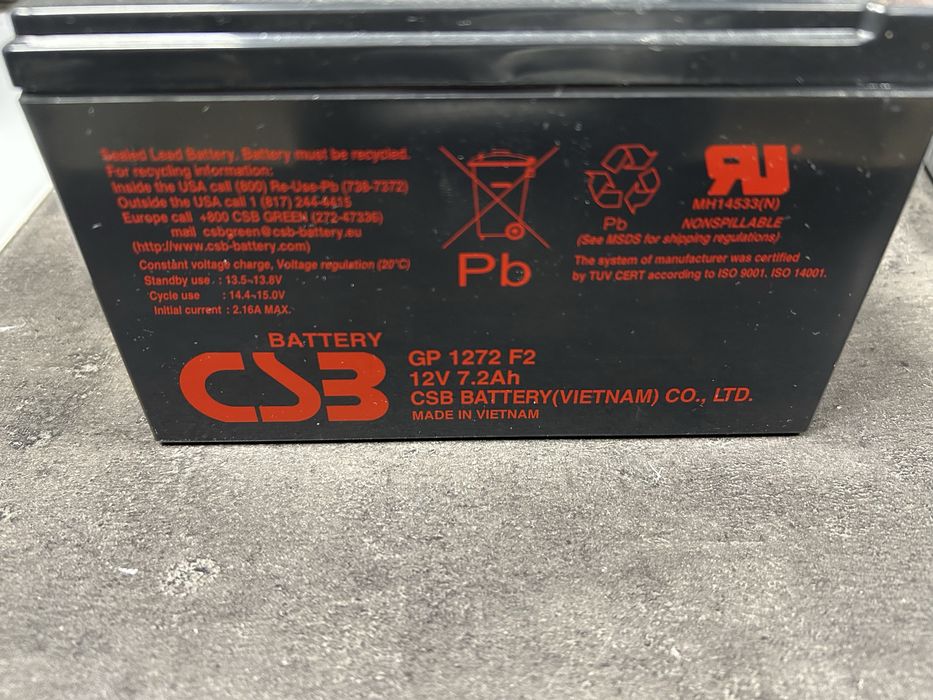 Sealed Lead Battery. Battery must be recycled.
For recycling information:
Inside the USA call (800) Re-Use-Pb (738-7372)
Outside the USA call 1 (817) 244-4415
Europe call +800 CSB GREEN (272-47336)
mail csbgreen@csb-battery.eu
(http://www.csb-battery.com)
Constant voltage charge, Voltage regulation (20°C)
Standby use : 13.5~13.8V
Cycle use : 14.4~15.0V
Initial current : 2.16A MAX.
Pb
Pb
RU
MH14533(N)
NONSPILLABLE
(See MSDS for shipping regulations)
The system of manufacturer was certified
by TUV CERT according to ISO 9001. ISO 14001.
BATTERY
CSB
GP 1272 F2
12V 7.2Ah
CSB BATTERY(VIETNAM) CO., LTD.
MADE IN VIETNAM